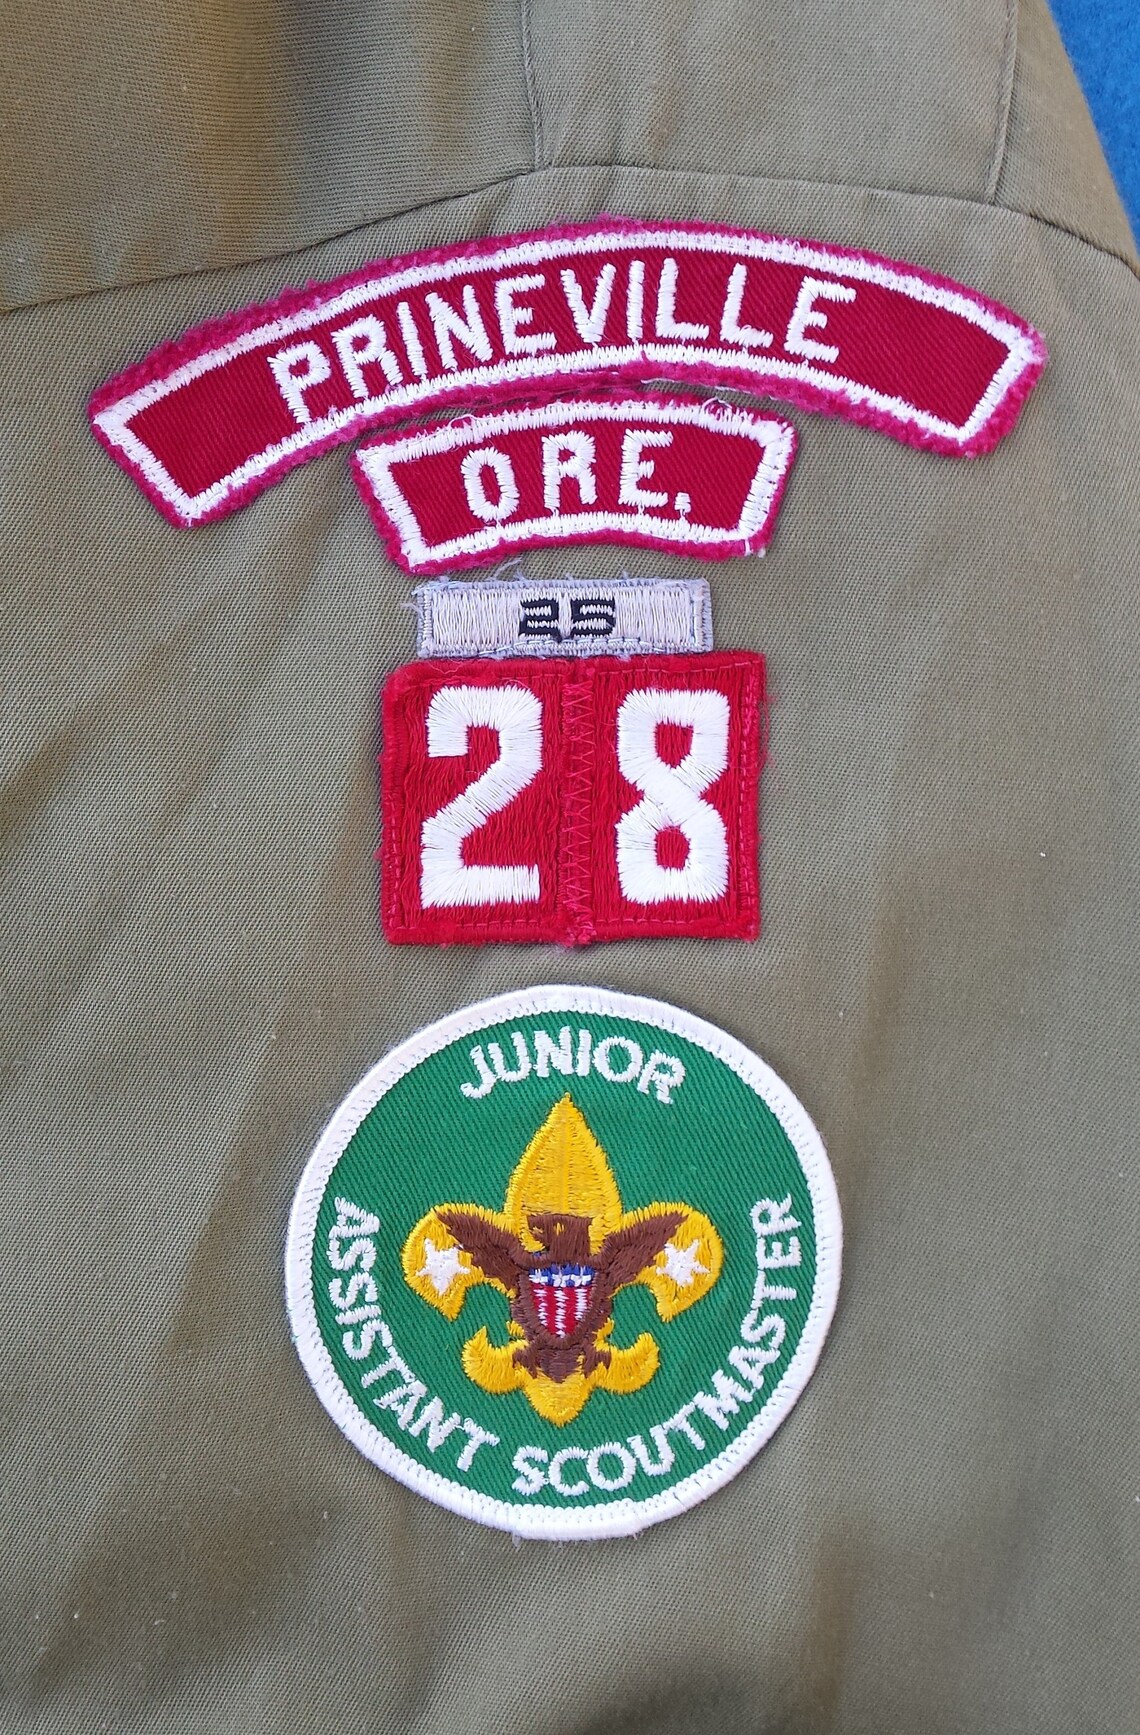 PRINEVILLE
ORE.
25
28
JUNIOR
ASSISTANT SCOUTMASTER